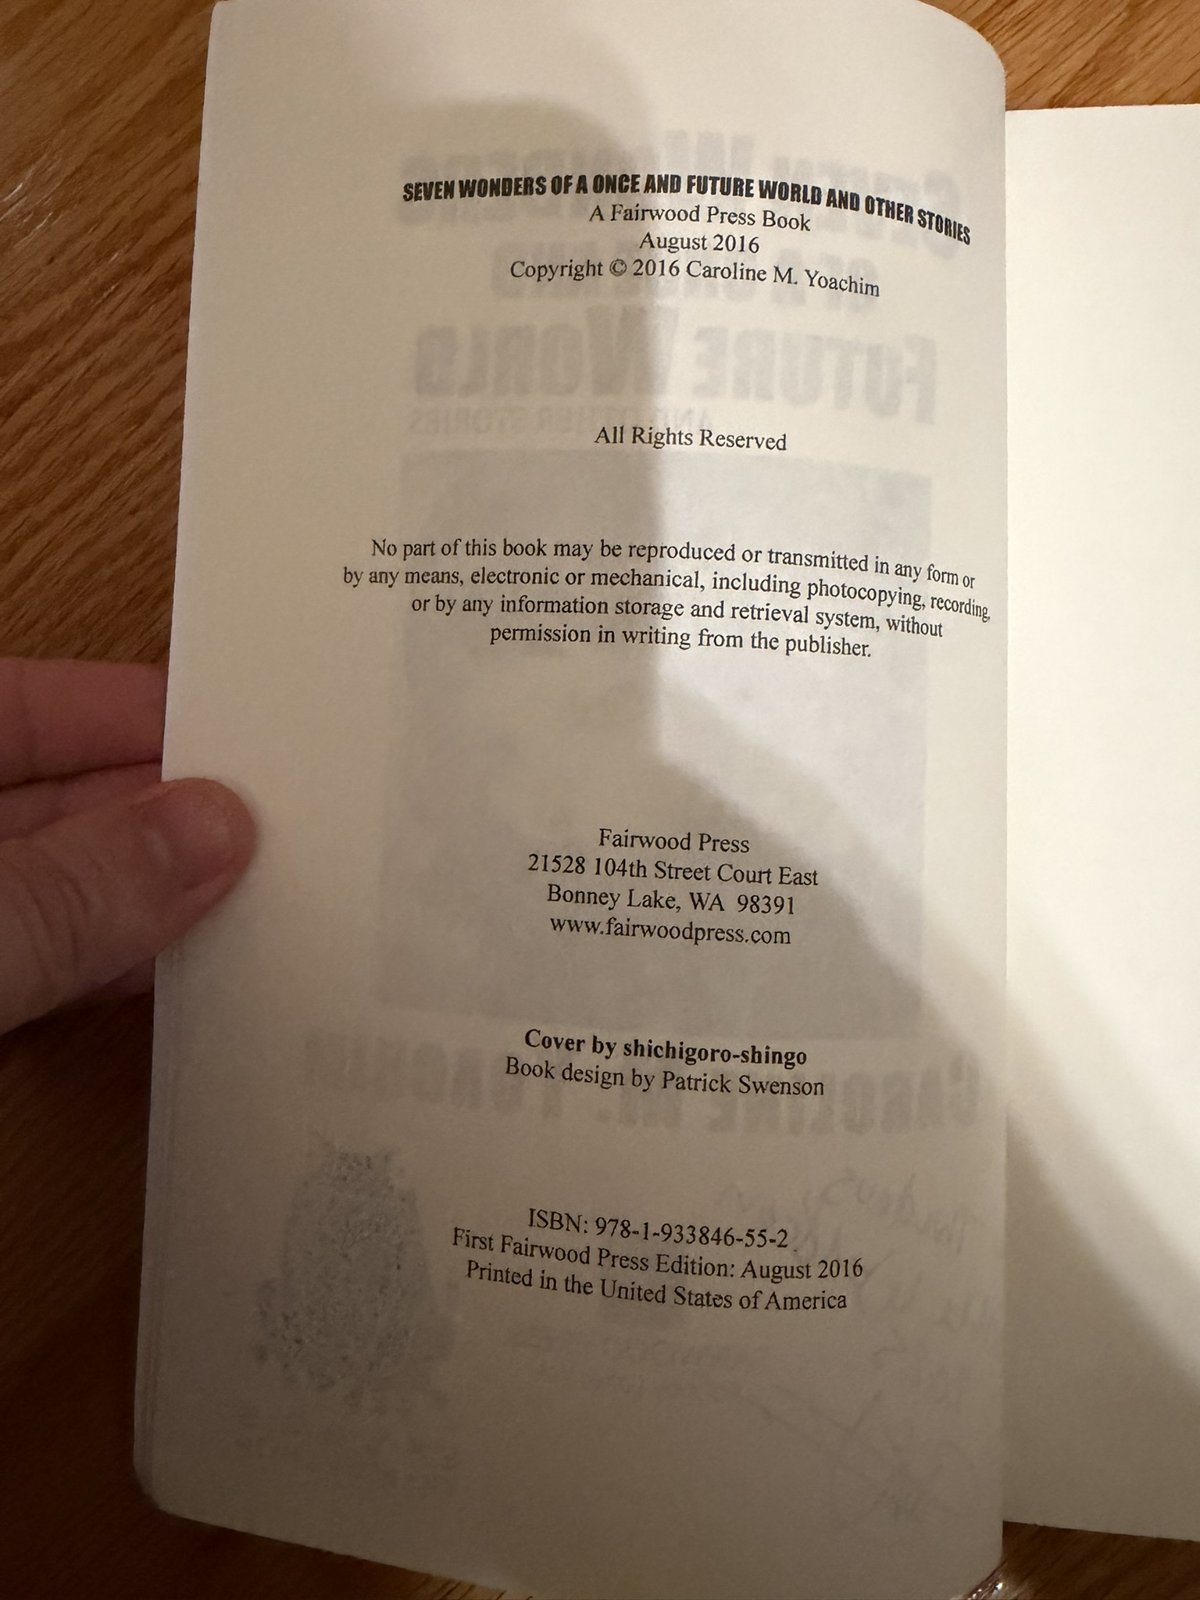 SEVEN WONDERS OF A ONCE AND FUTURE WORLD AND OTHER STORIES
A Fairwood Press Book
August 2016
Copyright © 2016 Caroline M. Yoachim
All Rights Reserved
No part of this book may be reproduced or transmitted in any form or
by any means, electronic or mechanical, including photocopying, recording,
or by any information storage and retrieval system, without
permission in writing from the publisher.
Fairwood Press
21528 104th Street Court East
Bonney Lake, WA 98391
www.fairwoodpress.com
Cover by shichigoro-shingo
Book design by Patrick Swenson
ISBN: 978-1-933846-55-2
First Fairwood Press Edition: August 2016
Printed in the United States of America